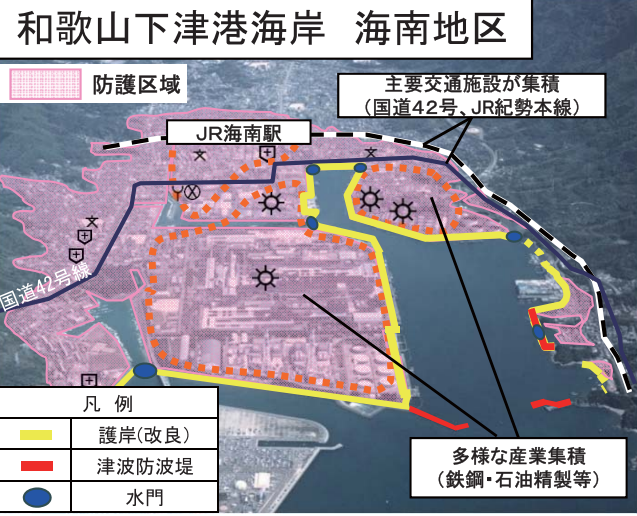 和歌山下津港海岸 海南地区
防護区域
主要交通施設が集積
(国道42号、JR紀勢本線)
JR海南駅
国道42号線
凡 例
護岸(改良)
津波防波堤
水門
多様な産業集積
(鉄鋼・石油精製等)